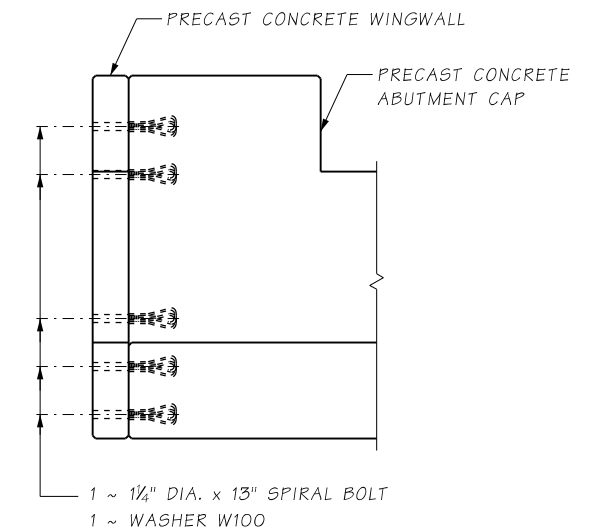 PRECAST CONCRETE WINGWALL
PRECAST CONCRETE
ABUTMENT CAP
1 ~ 1¼" DIA. x 13" SPIRAL BOLT
1 ~ WASHER W100